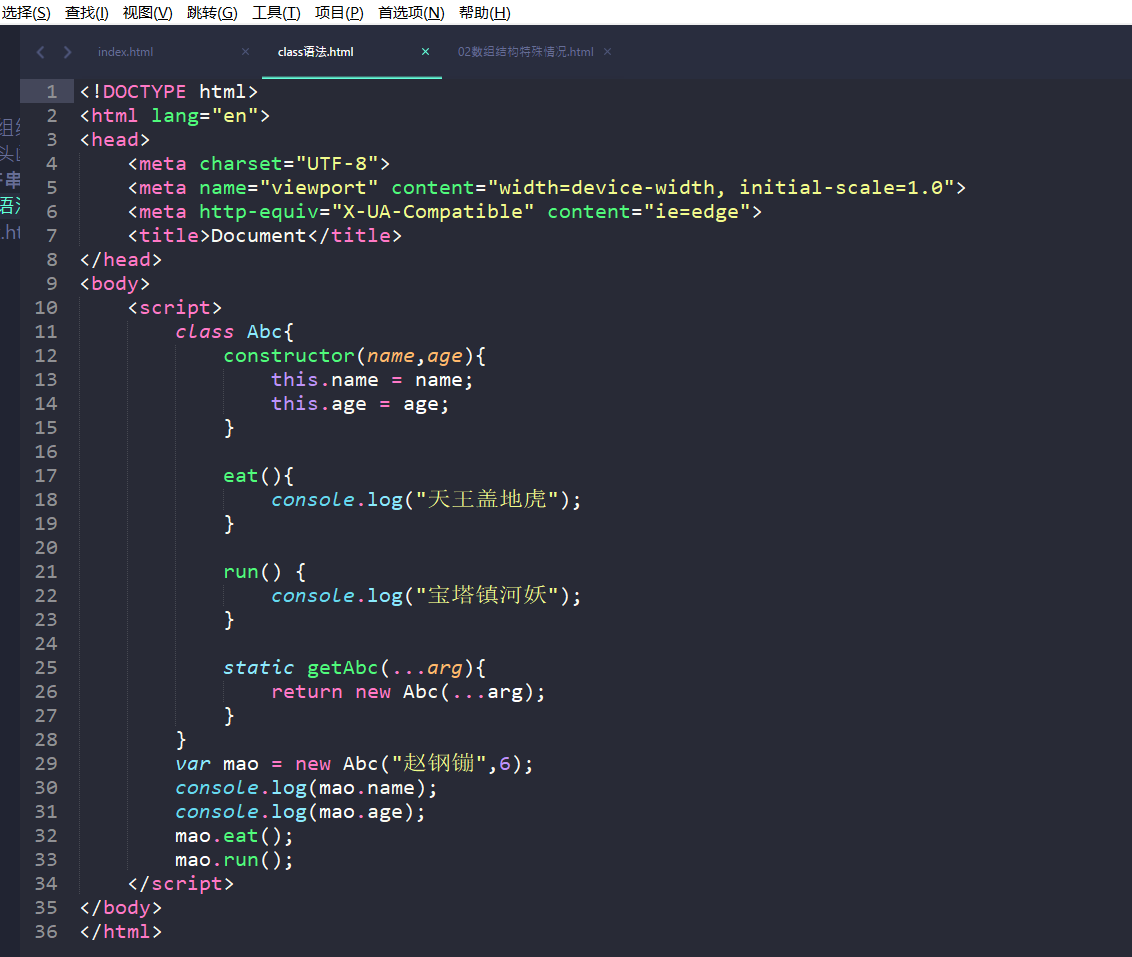 选择(S) 查找(I) 视图(V) 跳转(G) 工具(T) 项目(P) 首选项(N) 帮助(H)
index.html × class语法.html × 02数组结构特殊情况.html ×
1 <!DOCTYPE html>
2 <html lang="en">
3 <head>
4 <meta charset="UTF-8">
5 <meta name="viewport" content="width=device-width, initial-scale=1.0">
6 <meta http-equiv="X-UA-Compatible" content="ie=edge">
7 <title>Document</title>
8 </head>
9 <body>
10 <script>
11 class Abc{
12 constructor(name,age){
13 this.name = name;
14 this.age = age;
15 }
16
17 eat(){
18 console.log("天王盖地虎");
19 }
20
21 run() {
22 console.log("宝塔镇河妖");
23 }
24
25 static getAbc(...arg){
26 return new Abc(...arg);
27 }
28 }
29 var mao = new Abc("赵钢镚",6);
30 console.log(mao.name);
31 console.log(mao.age);
32 mao.eat();
33 mao.run();
34 </script>
35 </body>
36 </html>